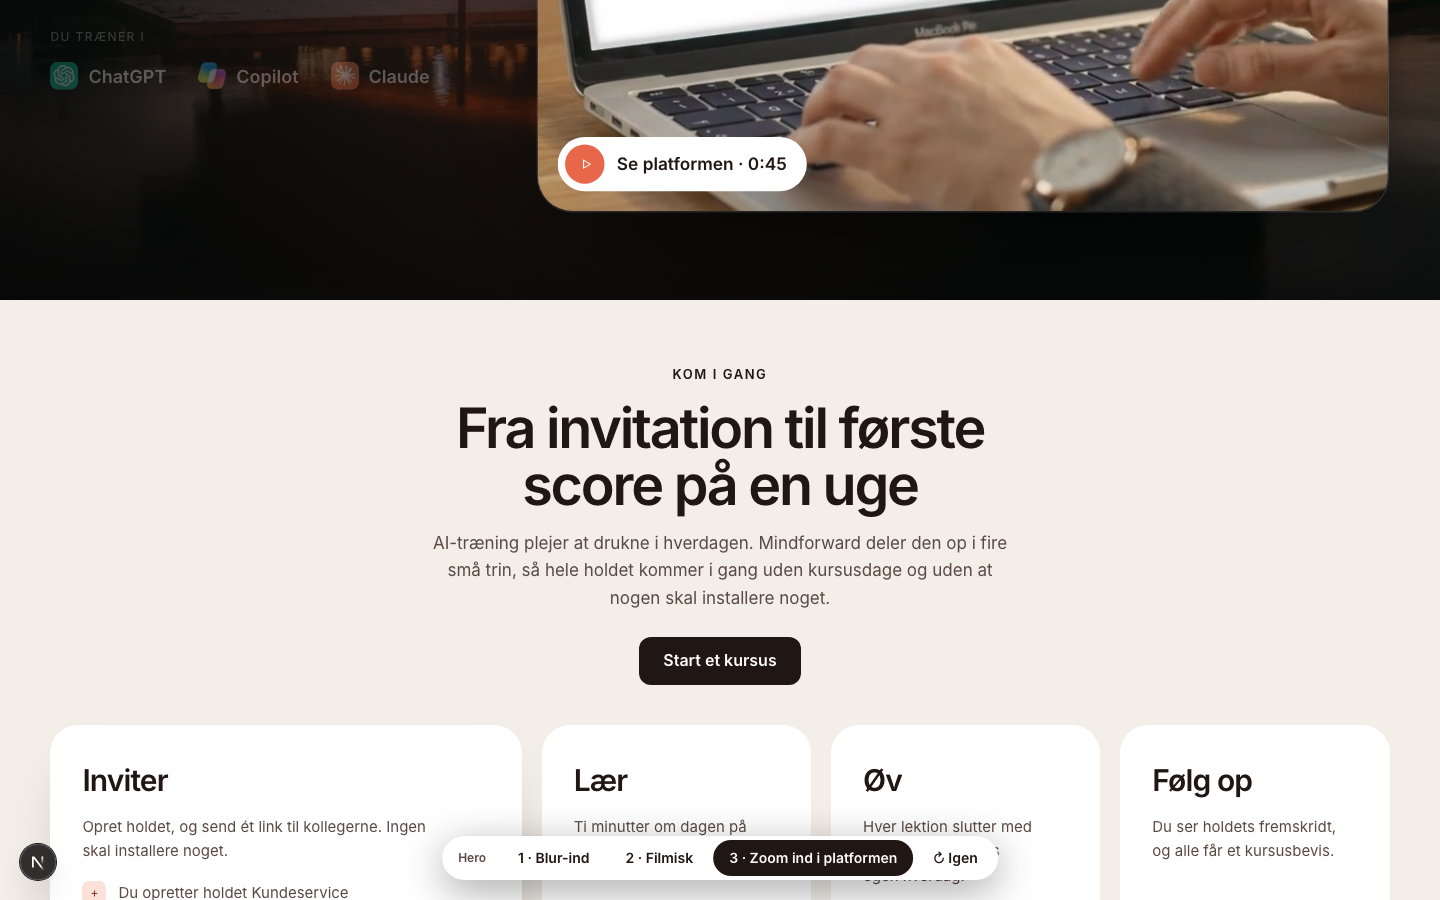 DU TRÆNER I
ChatGPT
Copilot
Claude
MacBook Pro
Se platformen · 0:45
KOM I GANG
Fra invitation til første
score på en uge
AI-træning plejer at drukne i hverdagen. Mindforward deler den op i fire
små trin, så hele holdet kommer i gang uden kursusdage og uden at
nogen skal installere noget.
Start et kursus
Inviter
Opret holdet, og send ét link til kollegerne. Ingen
skal installere noget.
+ Du opretter holdet Kundeservice
Lær
Ti minutter om dagen på
Øv
Hver lektion slutter med
Følg op
Du ser holdets fremskridt,
og alle får et kursusbevis.
N
Hero
1 · Blur-ind
2 · Filmisk
3 · Zoom ind i platformen
↻ Igen